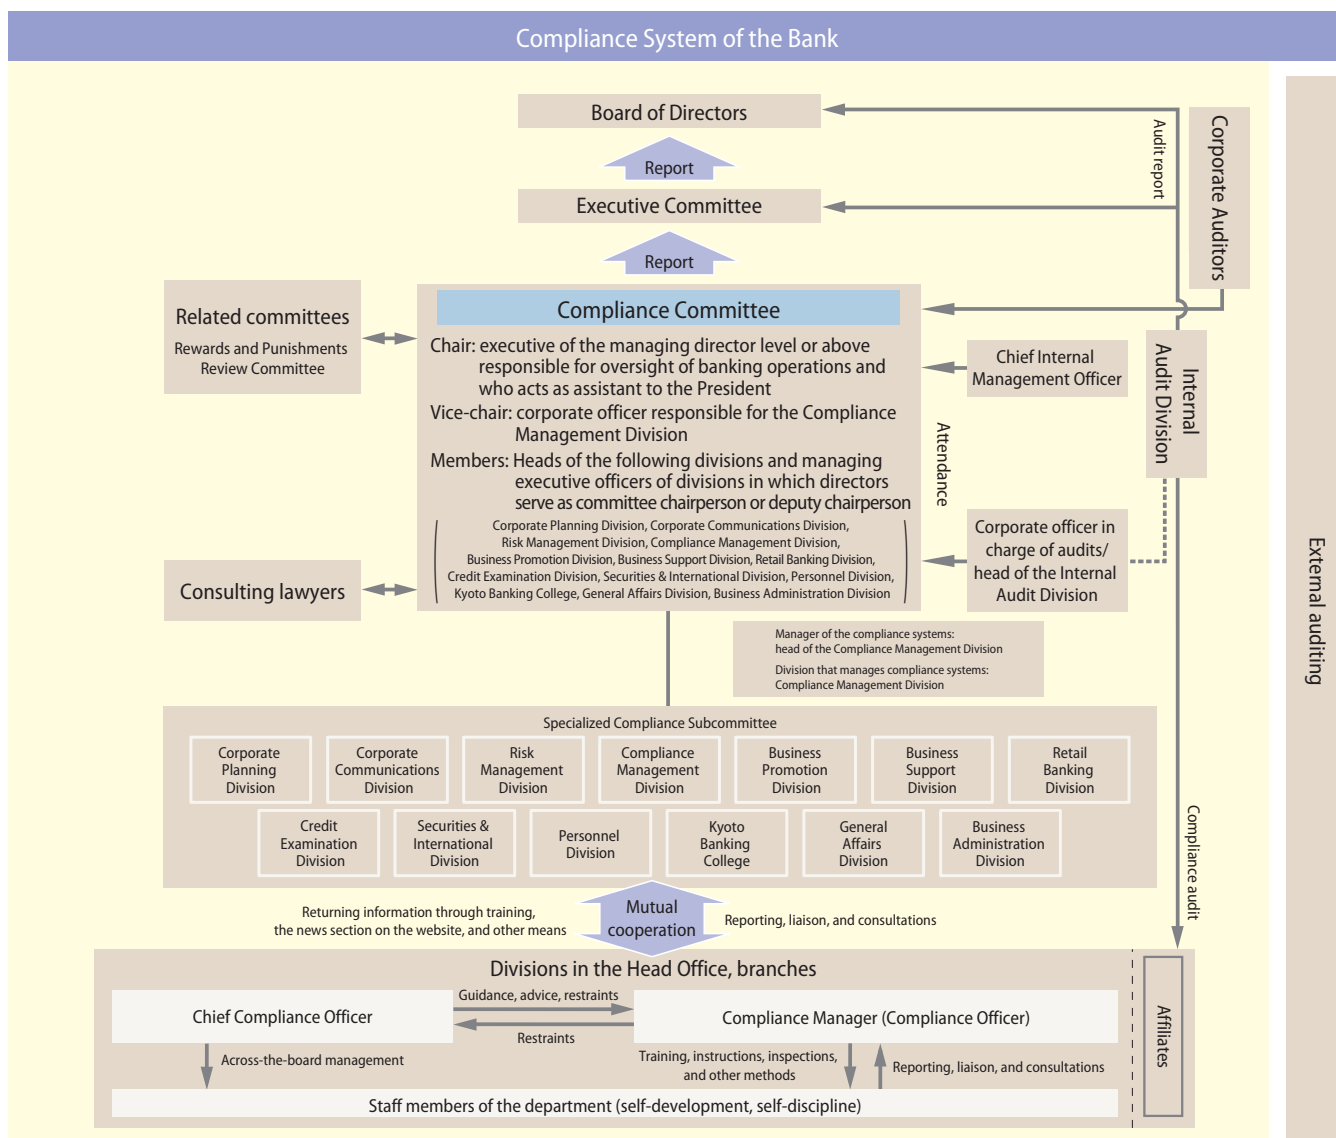 Compliance System of the Bank
Board of Directors
Report
Executive Committee
Report
Audit report
Corporate Auditors
Related committees
Rewards and Punishments
Review Committee
Consulting lawyers
Compliance Committee
Chair: executive of the managing director level or above
responsible for oversight of banking operations and
who acts as assistant to the President
Vice-chair: corporate officer responsible for the Compliance
Management Division
Members: Heads of the following divisions and managing
executive officers of divisions in which directors
serve as committee chairperson or deputy chairperson
Corporate Planning Division, Corporate Communications Division,
Risk Management Division, Compliance Management Division,
Business Promotion Division, Business Support Division, Retail Banking Division,
Credit Examination Division, Securities & International Division, Personnel Division,
Kyoto Banking College, General Affairs Division, Business Administration Division
Attendance
Chief Internal
Management Officer
Internal
Audit Division
Corporate officer in
charge of audits/
head of the Internal
Audit Division
External auditing
Manager of the compliance systems:
head of the Compliance Management Division
Division that manages compliance systems:
Compliance Management Division
Specialized Compliance Subcommittee
Corporate
Planning
Division
Corporate
Communications
Division
Risk
Management
Division
Compliance
Management
Division
Business
Promotion
Division
Business
Support
Division
Retail
Banking
Division
Credit
Examination
Division
Securities &
International
Division
Personnel
Division
Kyoto
Banking
College
General
Affairs
Division
Business
Administration
Division
Compliance audit
Returning information through training,
the news section on the website, and other means
Mutual
cooperation
Reporting, liaison, and consultations
Divisions in the Head Office, branches
Chief Compliance Officer
Guidance, advice, restraints
Restraints
Compliance Manager (Compliance Officer)
Across-the-board management
Training, instructions, inspections,
and other methods
Reporting, liaison, and consultations
Staff members of the department (self-development, self-discipline)
Affiliates